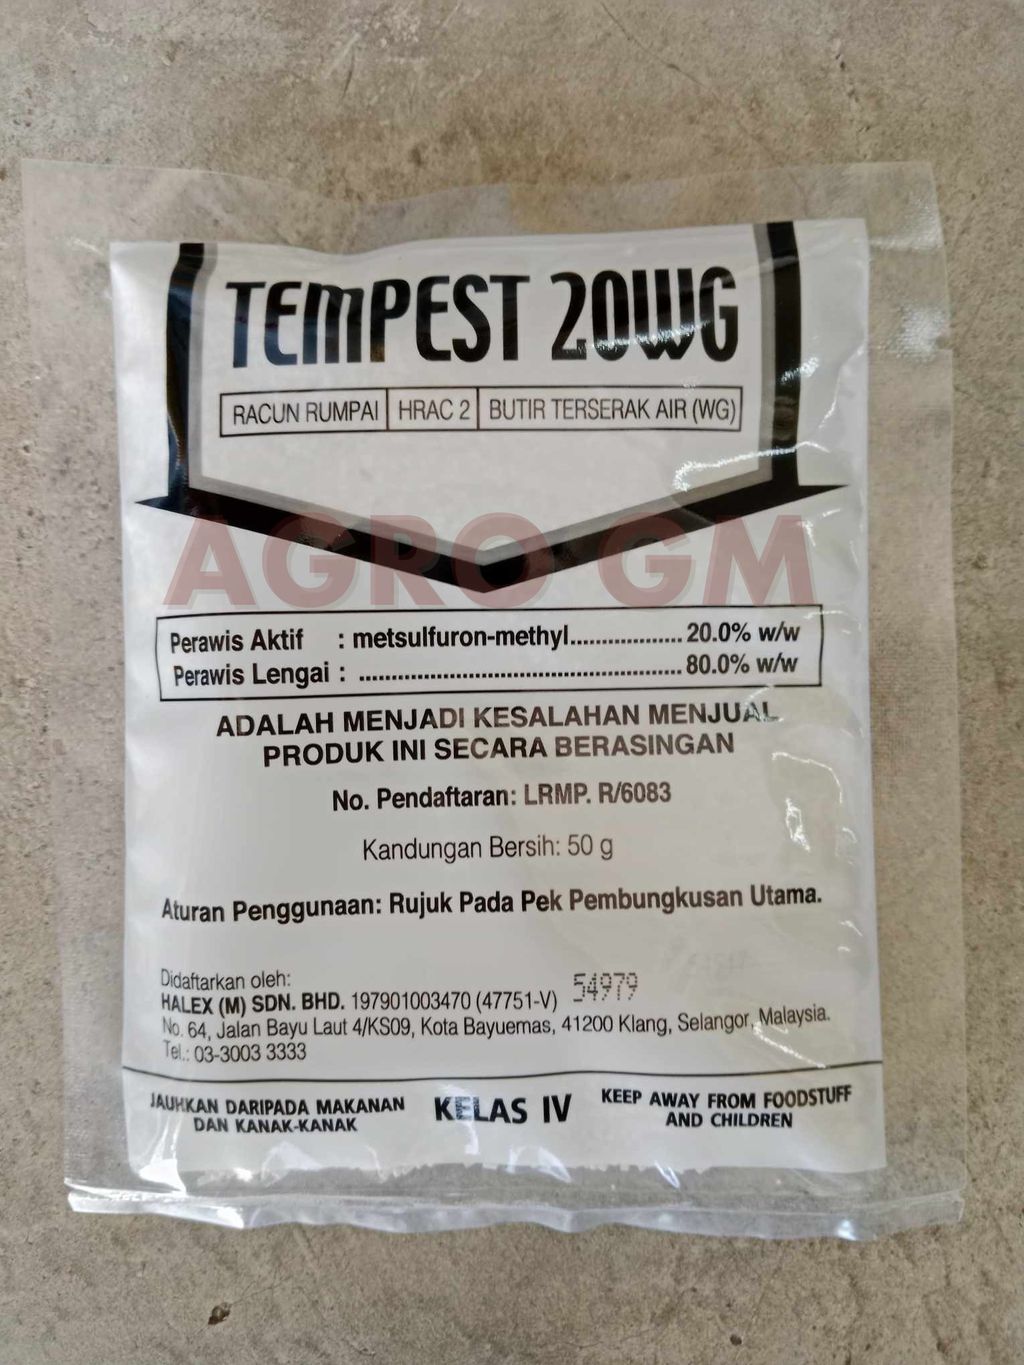 TEMPEST 20WG
RACUN RUMPAI HRAC 2 BUTIR TERSERAK AIR (WG)
AGRO GM
Perawis Aktif : metsulfuron-methyl................. 20.0% w/w
Perawis Lengai : ................................................. 80.0% w/w
ADALAH MENJADI KESALAHAN MENJUAL
PRODUK INI SECARA BERASINGAN
No. Pendaftaran: LRMP. R/6083
Kandungan Bersih: 50 g
Aturan Penggunaan: Rujuk Pada Pek Pembungkusan Utama.
Didaftarkan oleh:
54979
HALEX (M) SDN. BHD. 197901003470 (47751-V)
No. 64, Jalan Bayu Laut 4/KS09, Kota Bayuemas, 41200 Klang, Selangor, Malaysia.
Tel.: 03-3003 3333
JAUHKAN DARIPADA MAKANAN
DAN KANAK-KANAK
KELAS IV
KEEP AWAY FROM FOODSTUFF
AND CHILDREN